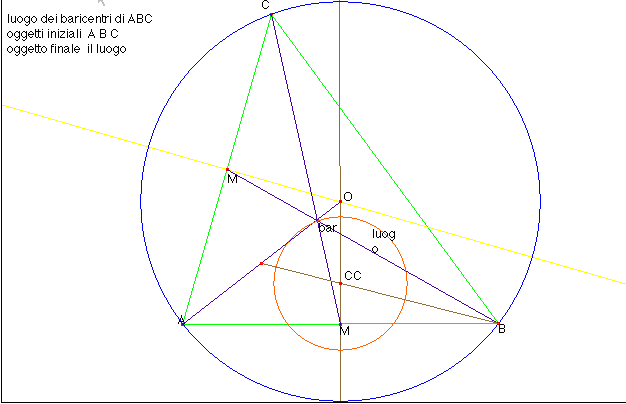 luogo dei baricentri di ABC
oggetti iniziali A B C
oggetto finale il luogo
C
M
O
bar
luog
o
CC
A
M
B